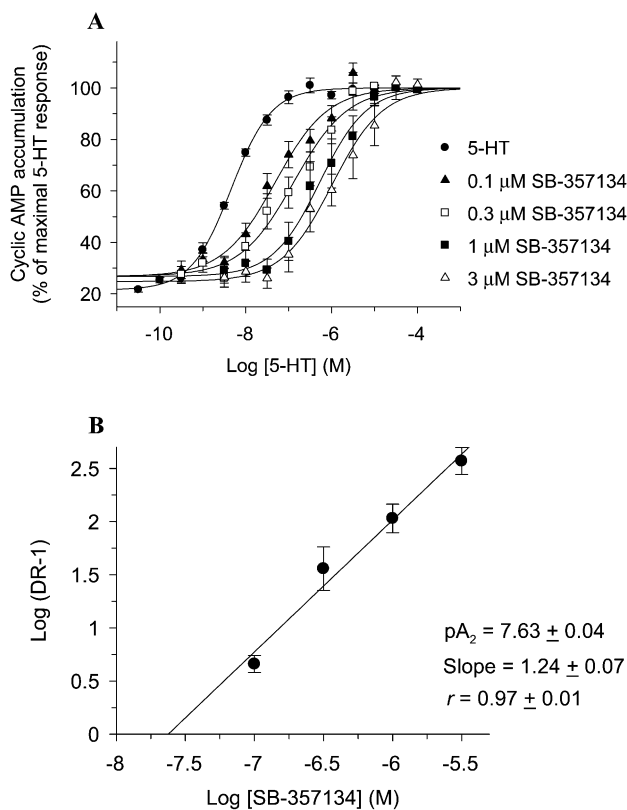 A
Cyclic AMP accumulation
(% of maximal 5-HT response)
100
80
60
40
20
-10
-8
-6
-4
Log [5-HT] (M)
5-HT
0.1 μM SB-357134
0.3 μM SB-357134
1 μM SB-357134
3 μM SB-357134
B
Log (DR-1)
2.5
2
1.5
1
0.5
0
-8
-7.5
-7
-6.5
-6
-5.5
Log [SB-357134] (M)
pA₂ = 7.63 ± 0.04
Slope = 1.24 ± 0.07
r = 0.97 ± 0.01